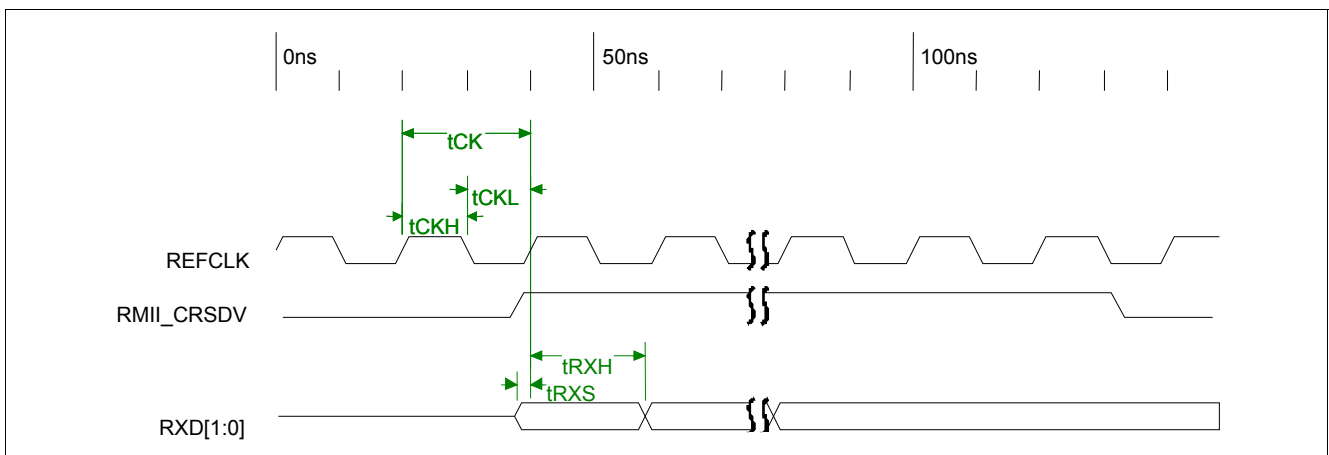 0ns 50ns 100ns
tCK
tCKL
tCKH
REFCLK
RMII_CRSDV
tRXH
tRXS
RXD[1:0]